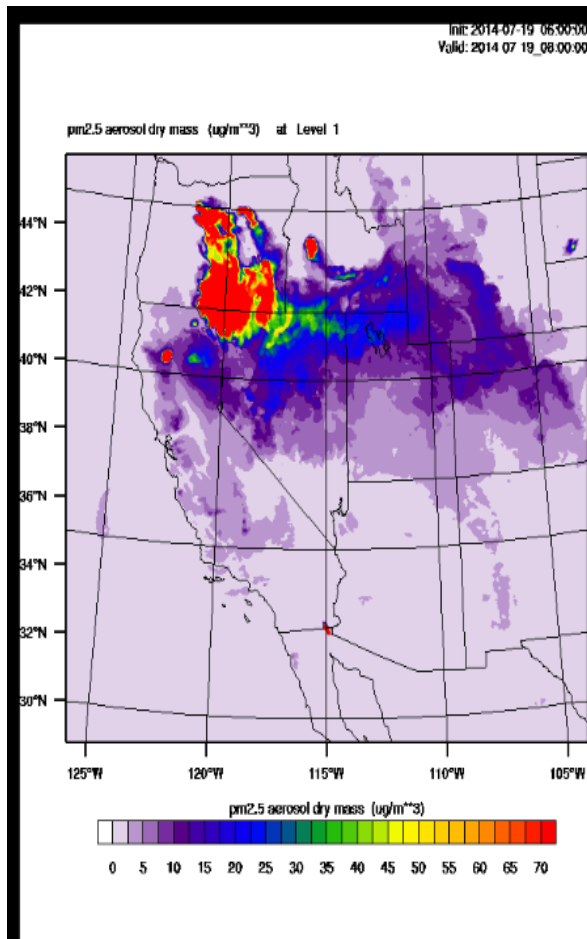 Init: 2014-07-19_06:00:00
Valid: 2014 07 19_08:00:00
pm2.5 aerosol dry mass (ug/m**3) at Level 1
44°N
42°N
40°N
38°N
36°N
34°N
32°N
30°N
125°W 120°W 115°W 110°W 105°W
pm2.5 aerosol dry mass (ug/m**3)
0 5 10 15 20 25 30 35 40 45 50 55 60 65 70